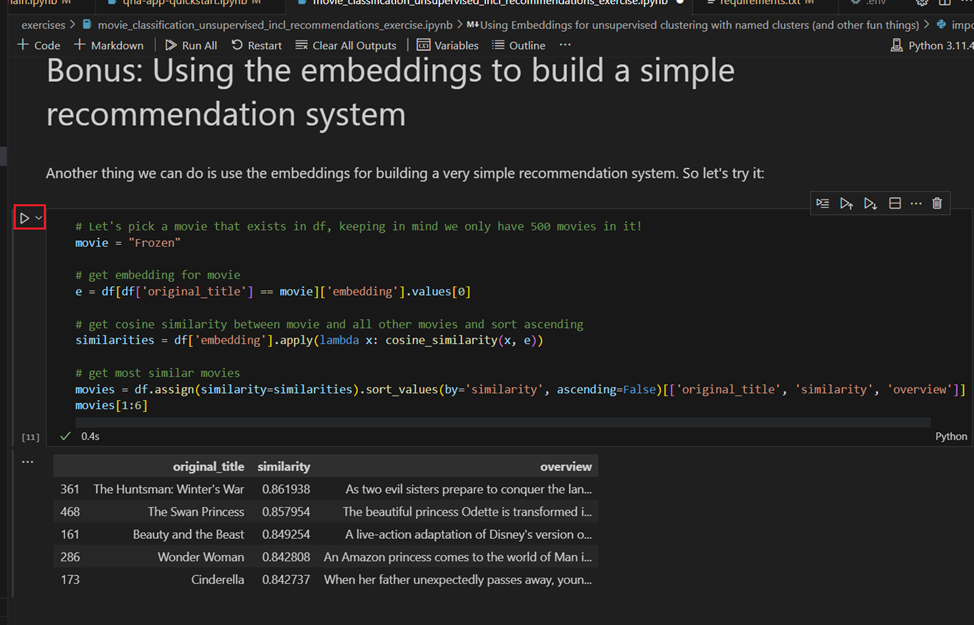 ain.ipynb M qna-app-quickstart.ipynb M movie_classification_unsupervised_incl_recommendations_exercise.ipynb requirements.txt M .env
exercises > movie_classification_unsupervised_incl_recommendations_exercise.ipynb > M↓Using Embeddings for unsupervised clustering with named clusters (and other fun things) > impo
+ Code + Markdown Run All Restart Clear All Outputs Variables Outline ··· Python 3.11.4
Bonus: Using the embeddings to build a simple
recommendation system
Another thing we can do is use the embeddings for building a very simple recommendation system. So let's try it:
# Let's pick a movie that exists in df, keeping in mind we only have 500 movies in it!
movie = "Frozen"
# get embedding for movie
e = df[df['original_title'] == movie]['embedding'].values[0]
# get cosine similarity between movie and all other movies and sort ascending
similarities = df['embedding'].apply(lambda x: cosine_similarity(x, e))
# get most similar movies
movies = df.assign(similarity=similarities).sort_values(by='similarity', ascending=False)[['original_title', 'similarity', 'overview']]
movies[1:6]
[11] 0.4s Python
original_title similarity overview
361 The Huntsman: Winter's War 0.861938 As two evil sisters prepare to conquer the lan...
468 The Swan Princess 0.857954 The beautiful princess Odette is transformed i...
161 Beauty and the Beast 0.849254 A live-action adaptation of Disney's version o...
286 Wonder Woman 0.842808 An Amazon princess comes to the world of Man i...
173 Cinderella 0.842737 When her father unexpectedly passes away, youn...